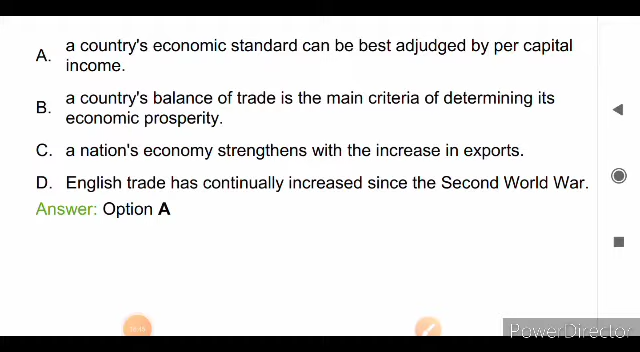 A. a country's economic standard can be best adjudged by per capital
income.
B. a country's balance of trade is the main criteria of determining its
economic prosperity.
C. a nation's economy strengthens with the increase in exports.
D. English trade has continually increased since the Second World War.
Answer: Option A
PowerDirector